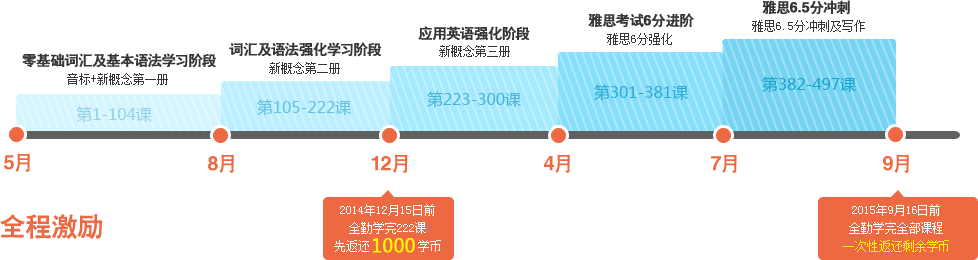 零基础词汇及基本语法学习阶段
音标+新概念第一册
第1-104课
词汇及语法强化学习阶段
新概念第二册
第105-222课
应用英语强化阶段
新概念第三册
第223-300课
雅思考试6分进阶
雅思6分强化
第301-381课
雅思6.5分冲刺
雅思6.5分冲刺及写作
第382-497课
5月
8月
12月
4月
7月
9月
全程激励
2014年12月15日前
全勤学完222课
先返还1000学币
2015年9月16日前
全勤学完全部课程
一次性返还剩余学币